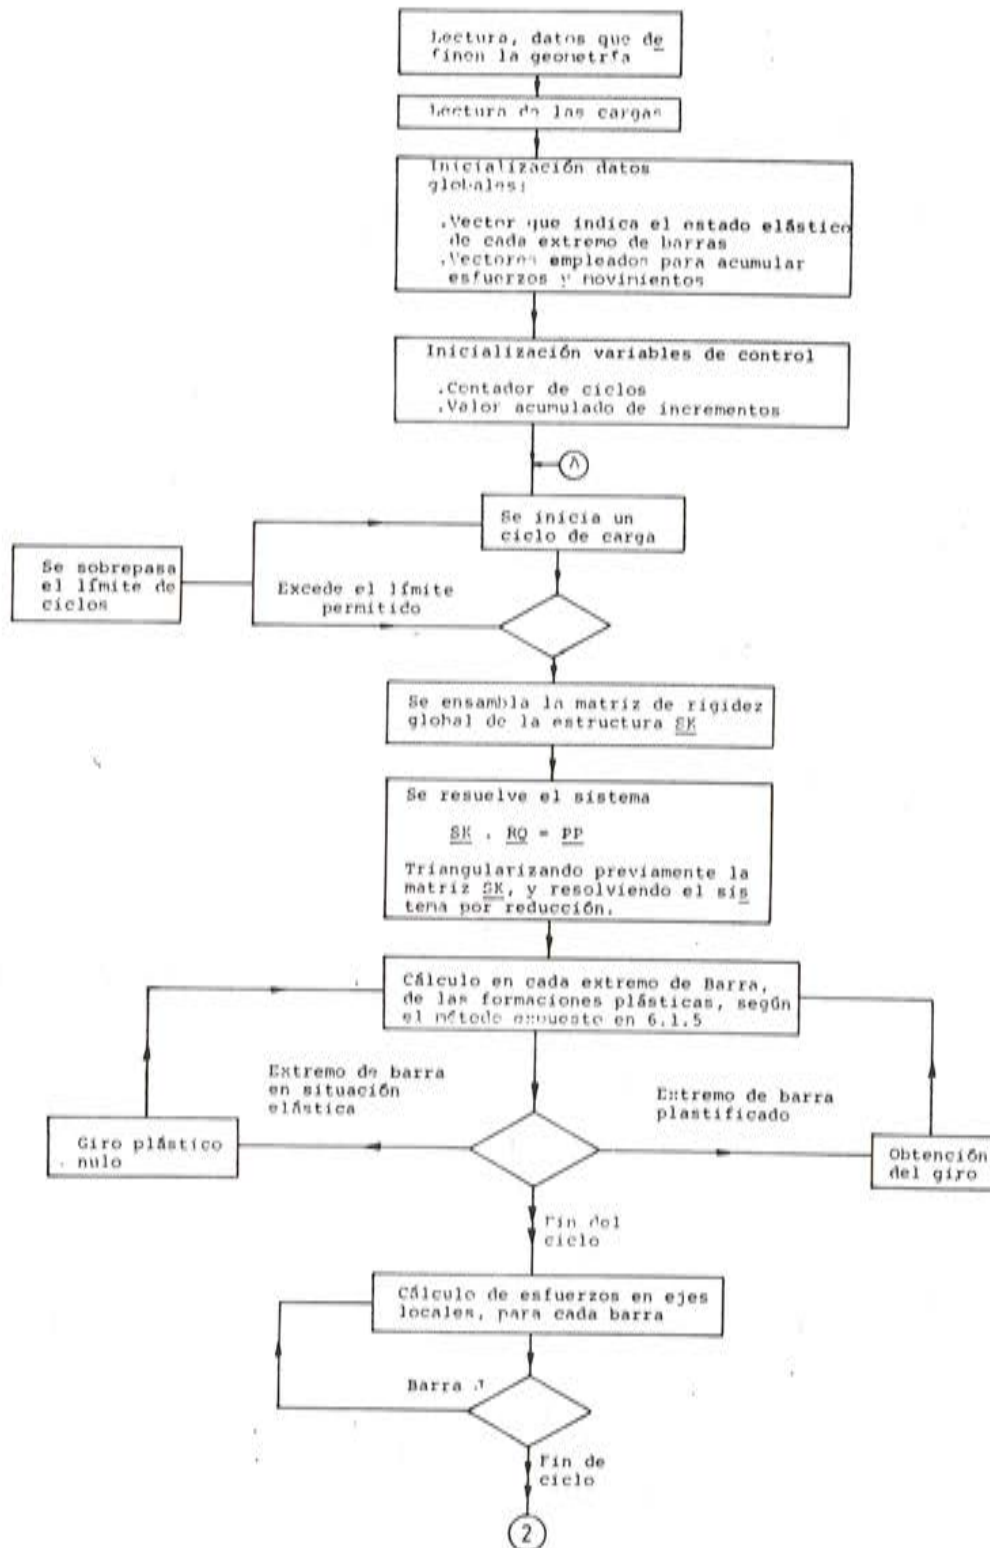 Lectura, datos que de
finen la geometría
Lectura de las cargas
Inicialización datos
globales:
.Vector que indica el estado elástico
de cada extremo de barras
.Vectores empleados para acumular
esfuerzos y movimientos
Inicialización variables de control
.Contador de ciclos
.Valor acumulado de incrementos
A
Se inicia un
ciclo de carga
Se sobrepasa
el límite de
ciclos
Excede el límite
permitido
Se ensambla la matriz de rigidez
global de la estructura SK
Se resuelve el sistema
SK . RQ = PP
Triangularizando previamente la
matriz SK, y resolviendo el sis
tema por reducción.
Cálculo en cada extremo de Barra,
de las formaciones plásticas, según
el método expuesto en 6.1.5
Extremo de barra
en situación
elástica
Extremo de barra
plastificado
Giro plástico
nulo
Obtención
del giro
Fin del
ciclo
Cálculo de esfuerzos en ejes
locales, para cada barra
Barra
Fin de
ciclo
2